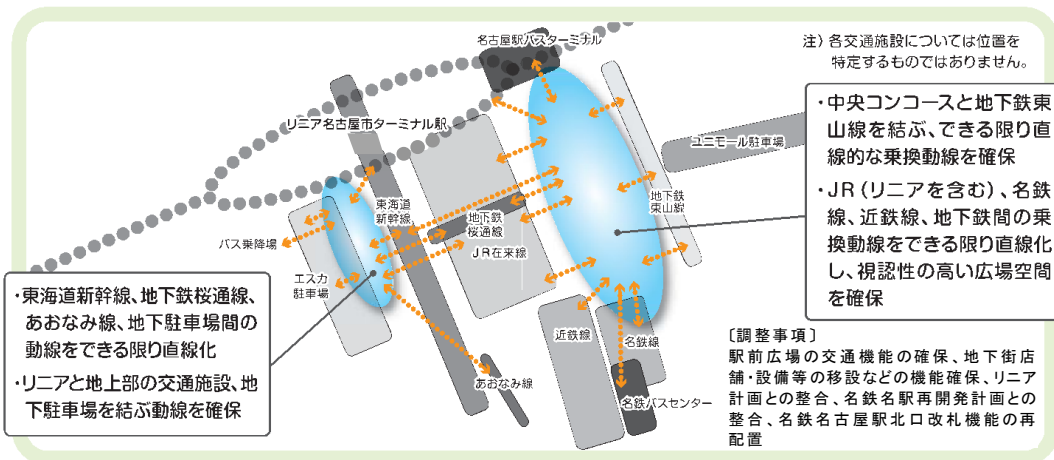 名古屋駅バスターミナル
注）各交通施設については位置を
特定するものではありません。
リニア名古屋市ターミナル駅
ユニモール駐車場
・中央コンコースと地下鉄東
山線を結ぶ、できる限り直
線的な乗換動線を確保
・JR（リニアを含む）、名鉄
線、近鉄線、地下鉄間の乗
換動線をできる限り直線化
し、視認性の高い広場空間
を確保
東海道
新幹線
地下鉄
桜通線
地下鉄
東山線
バス乗降場
JR在来線
エスカ
駐車場
・東海道新幹線、地下鉄桜通線、
あおなみ線、地下駐車場間の
動線をできる限り直線化
・リニアと地上部の交通施設、地
下駐車場を結ぶ動線を確保
近鉄線
名鉄線
あおなみ線
名鉄バスセンター
〔調整事項〕
駅前広場の交通機能の確保、地下街店
舗・設備等の移設などの機能確保、リニア
計画との整合、名鉄名駅再開発計画との
整合、名鉄名古屋駅北口改札機能の再
配置